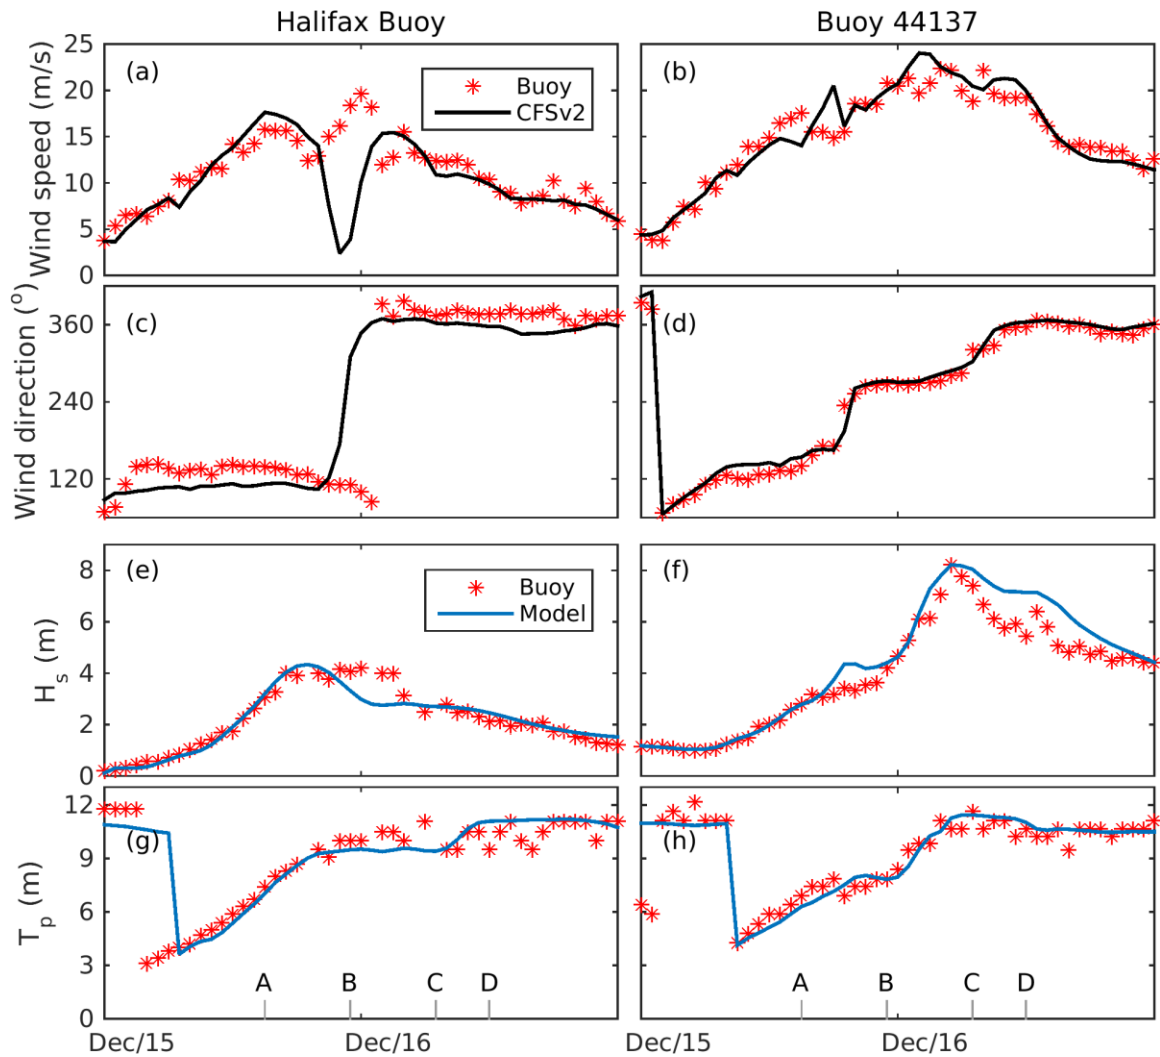 Halifax Buoy
Buoy 44137
Wind speed (m/s)
25
20
15
10
5
0
(a)
Buoy
CFSv2
(b)
Wind direction (°)
360
240
120
(c)
(d)
H_s (m)
8
6
4
2
0
(e)
Buoy
Model
(f)
T_p (m)
12
9
6
3
0
(g)
A
B
C
D
(h)
A
B
C
D
Dec/15
Dec/16
Dec/15
Dec/16